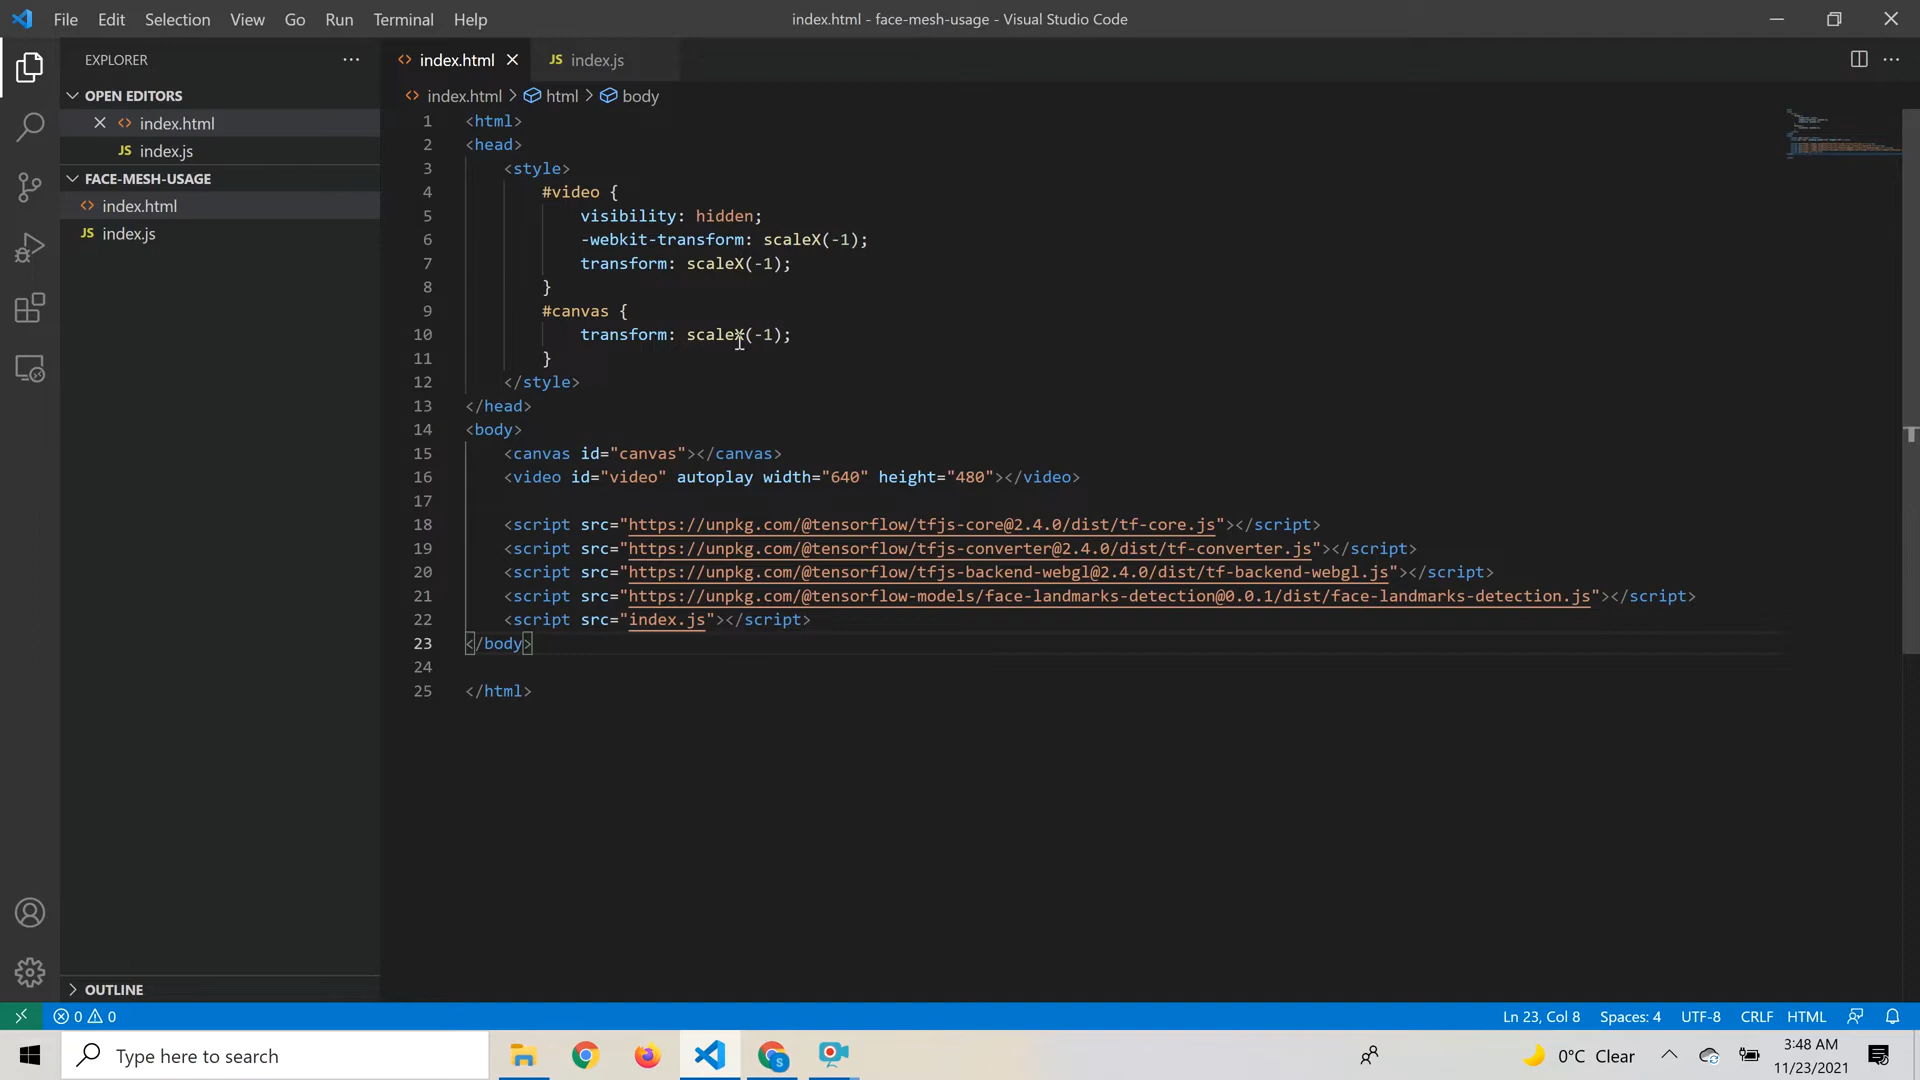 File Edit Selection View Go Run Terminal Help
index.html - face-mesh-usage - Visual Studio Code
EXPLORER
OPEN EDITORS
index.html
JS index.js
FACE-MESH-USAGE
index.html
JS index.js
OUTLINE
index.html
JS index.js
index.html > html > body
1 <html>
2 <head>
3 <style>
4 #video {
5 visibility: hidden;
6 -webkit-transform: scaleX(-1);
7 transform: scaleX(-1);
8 }
9 #canvas {
10 transform: scaleX(-1);
11 }
12 </style>
13 </head>
14 <body>
15 <canvas id="canvas"></canvas>
16 <video id="video" autoplay width="640" height="480"></video>
17
18 <script src="https://unpkg.com/@tensorflow/tfjs-core@2.4.0/dist/tf-core.js"></script>
19 <script src="https://unpkg.com/@tensorflow/tfjs-converter@2.4.0/dist/tf-converter.js"></script>
20 <script src="https://unpkg.com/@tensorflow/tfjs-backend-webgl@2.4.0/dist/tf-backend-webgl.js"></script>
21 <script src="https://unpkg.com/@tensorflow-models/face-landmarks-detection@0.0.1/dist/face-landmarks-detection.js"></script>
22 <script src="index.js"></script>
23 </body>
24
25 </html>
0 0
Ln 23, Col 8 Spaces: 4 UTF-8 CRLF HTML
Type here to search
S
0°C Clear
3:48 AM
11/23/2021